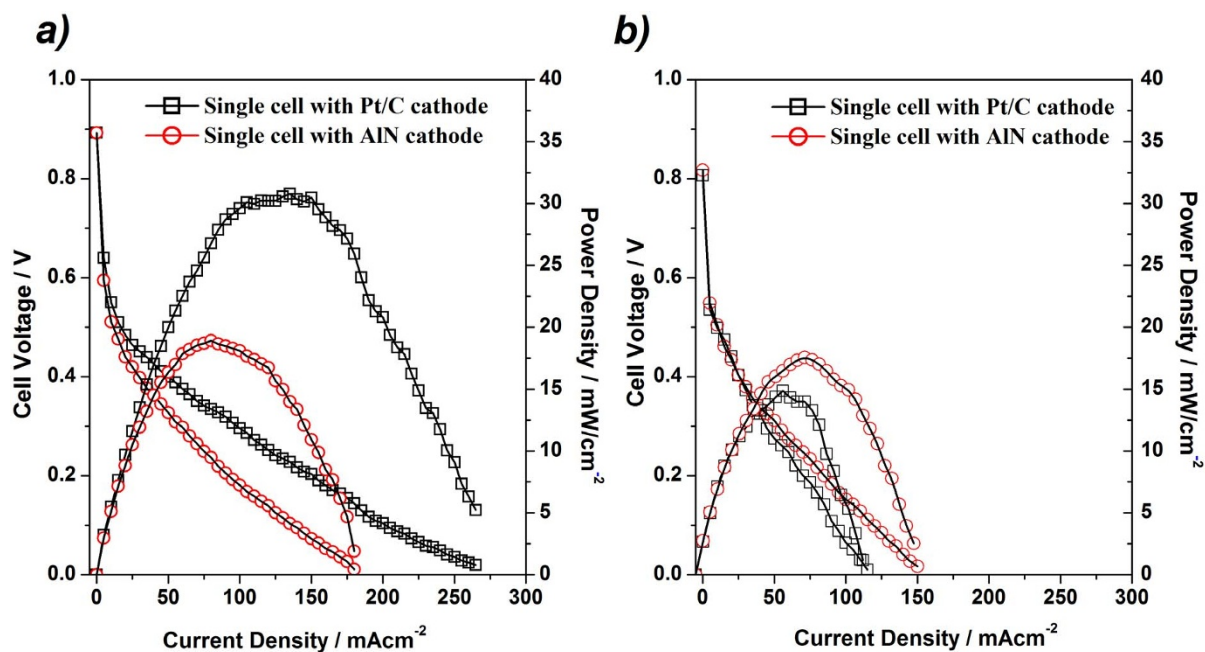 a)
Single cell with Pt/C cathode
Single cell with AlN cathode
Cell Voltage / V
1.0
0.8
0.6
0.4
0.2
0.0
Power Density / mW/cm⁻²
40
35
30
25
20
15
10
5
0
0 50 100 150 200 250 300
Current Density / mAcm⁻²
b)
Single cell with Pt/C cathode
Single cell with AlN cathode
Cell Voltage / V
1.0
0.8
0.6
0.4
0.2
0.0
Power Density / mW/cm⁻²
40
35
30
25
20
15
10
5
0
0 50 100 150 200 250 300
Current Density / mAcm⁻²